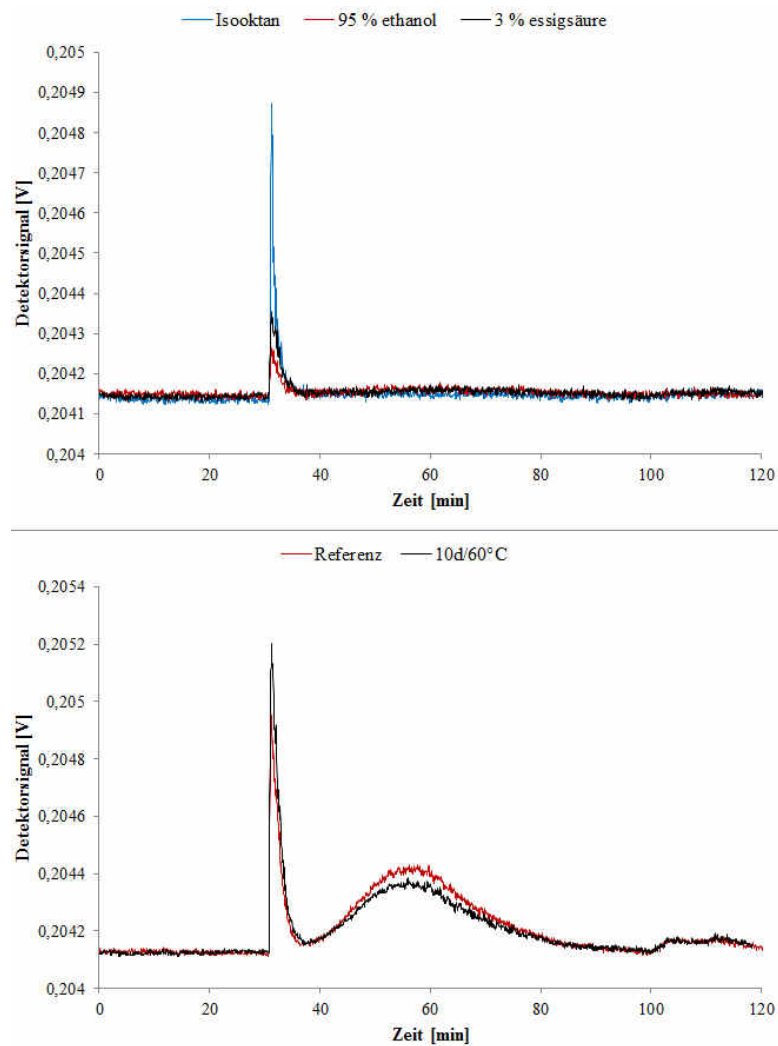 Isooktan 95 % ethanol 3 % essigsäure
0,205
0,2049
0,2048
0,2047
0,2046
0,2045
0,2044
0,2043
0,2042
0,2041
0,204
Detektorsignal [V]
0 20 40 60 80 100 120
Zeit [min]
Referenz 10d/60°C
0,2054
0,2052
0,205
0,2048
0,2046
0,2044
0,2042
0,204
Detektorsignal [V]
0 20 40 60 80 100 120
Zeit [min]